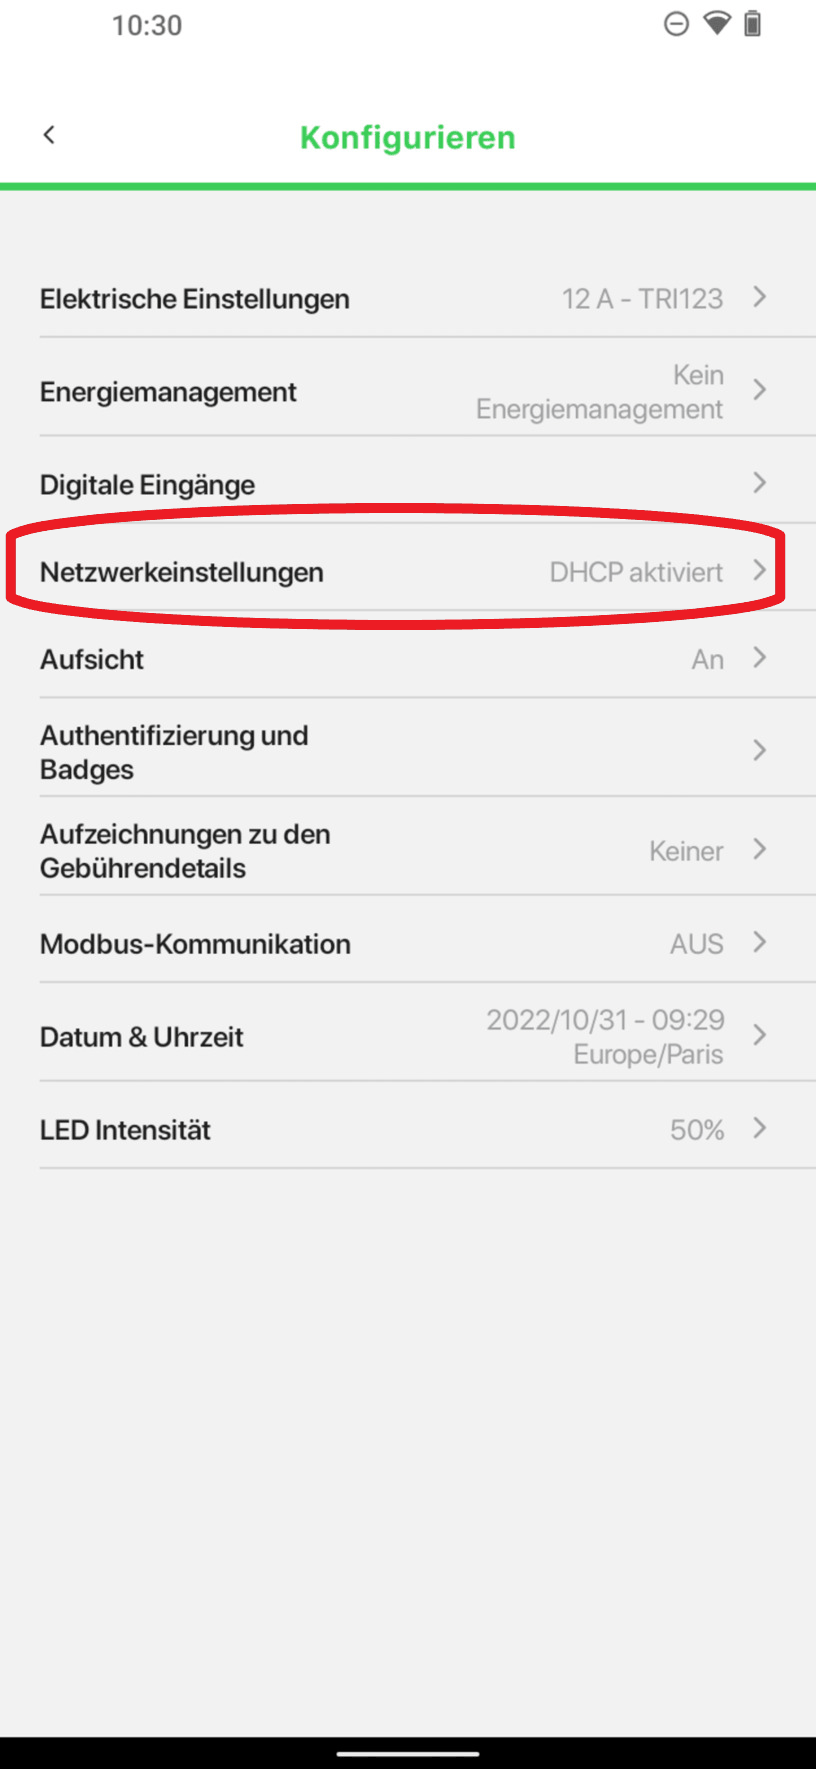 10:30
Konfigurieren
Elektrische Einstellungen 12 A - TRI123
Energiemanagement Kein
Energiemanagement
Digitale Eingänge
Netzwerkeinstellungen DHCP aktiviert
Aufsicht An
Authentifizierung und
Badges
Aufzeichnungen zu den
Gebührendetails Keiner
Modbus-Kommunikation AUS
Datum & Uhrzeit 2022/10/31 - 09:29
Europe/Paris
LED Intensität 50%